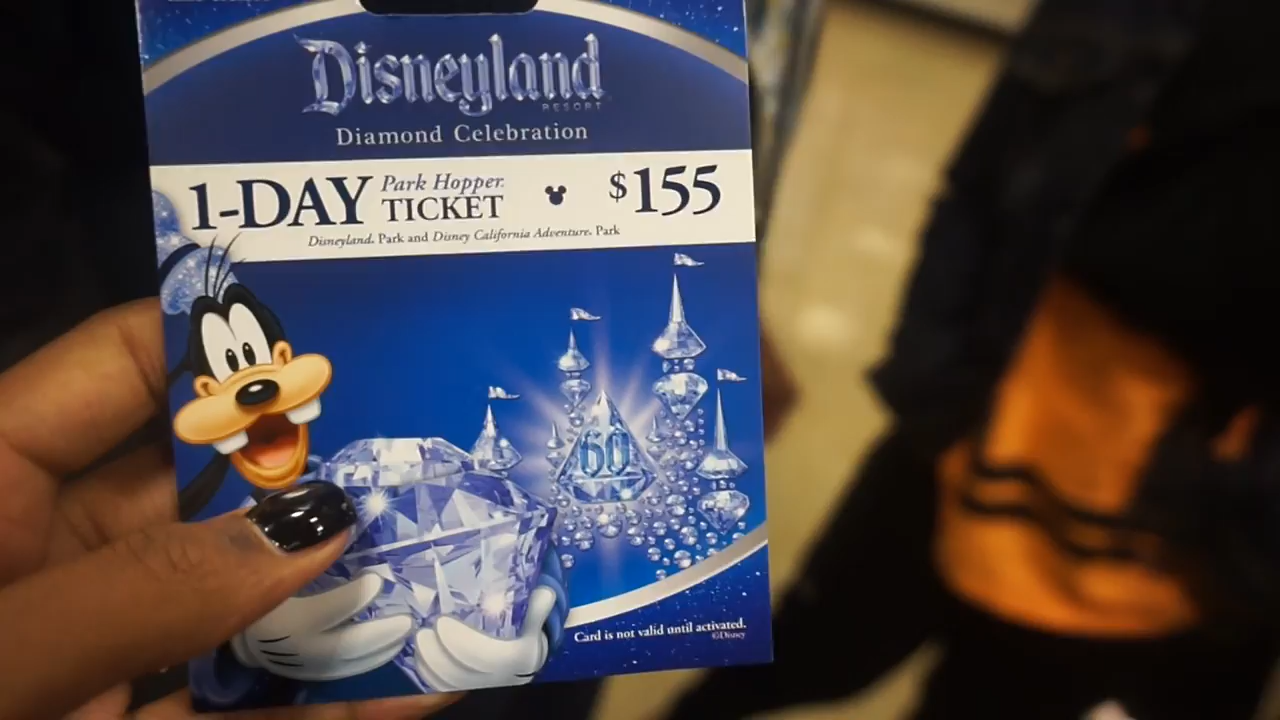 Disneyland
RESORT
Diamond Celebration
1-DAY Park Hopper TICKET $155
Disneyland. Park and Disney California Adventure. Park
60
Card is not valid until activated.
©Disney